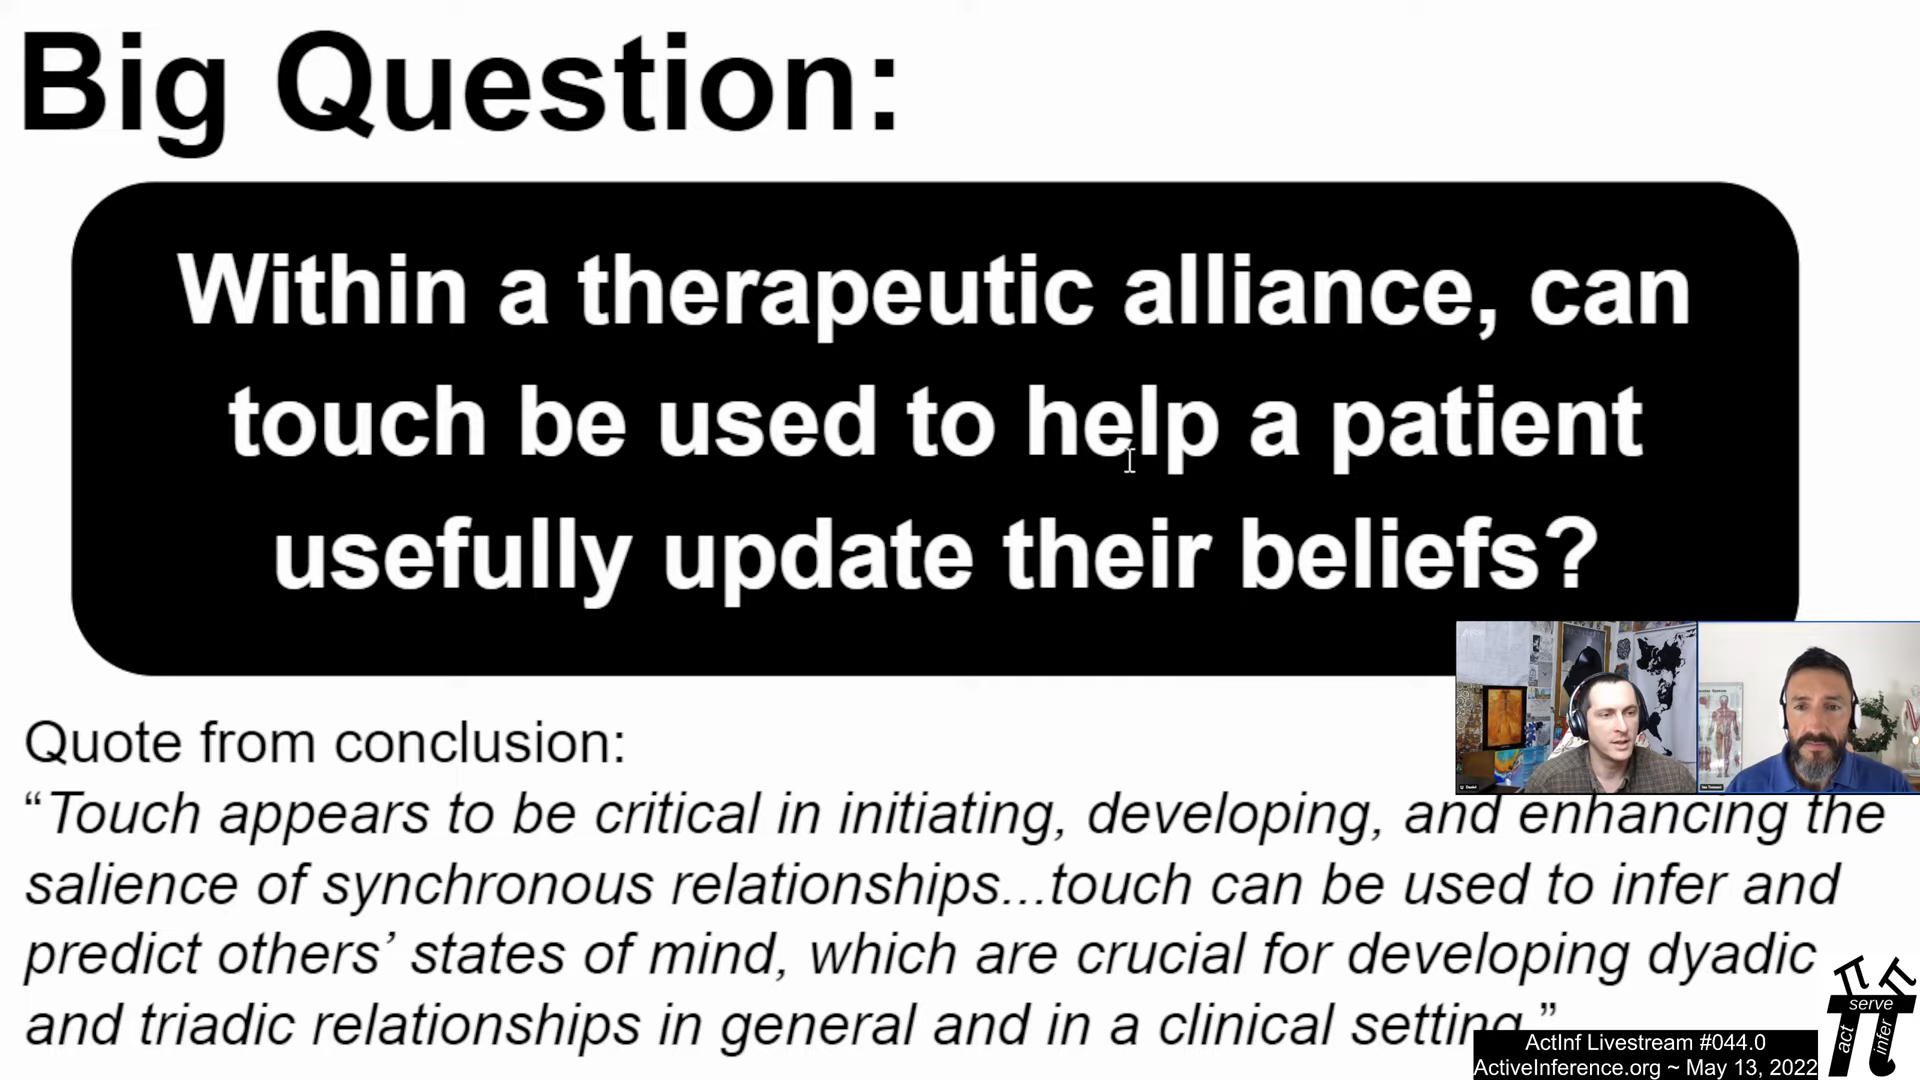 Big Question:
Within a therapeutic alliance, can
touch be used to help a patient
usefully update their beliefs?
Quote from conclusion:
“Touch appears to be critical in initiating, developing, and enhancing the
salience of synchronous relationships...touch can be used to infer and
predict others’ states of mind, which are crucial for developing dyadic
and triadic relationships in general and in a clinical setting.”
Daniel
ActInf Livestream #044.0
ActiveInference.org ~ May 13, 2022
act
serve
infer